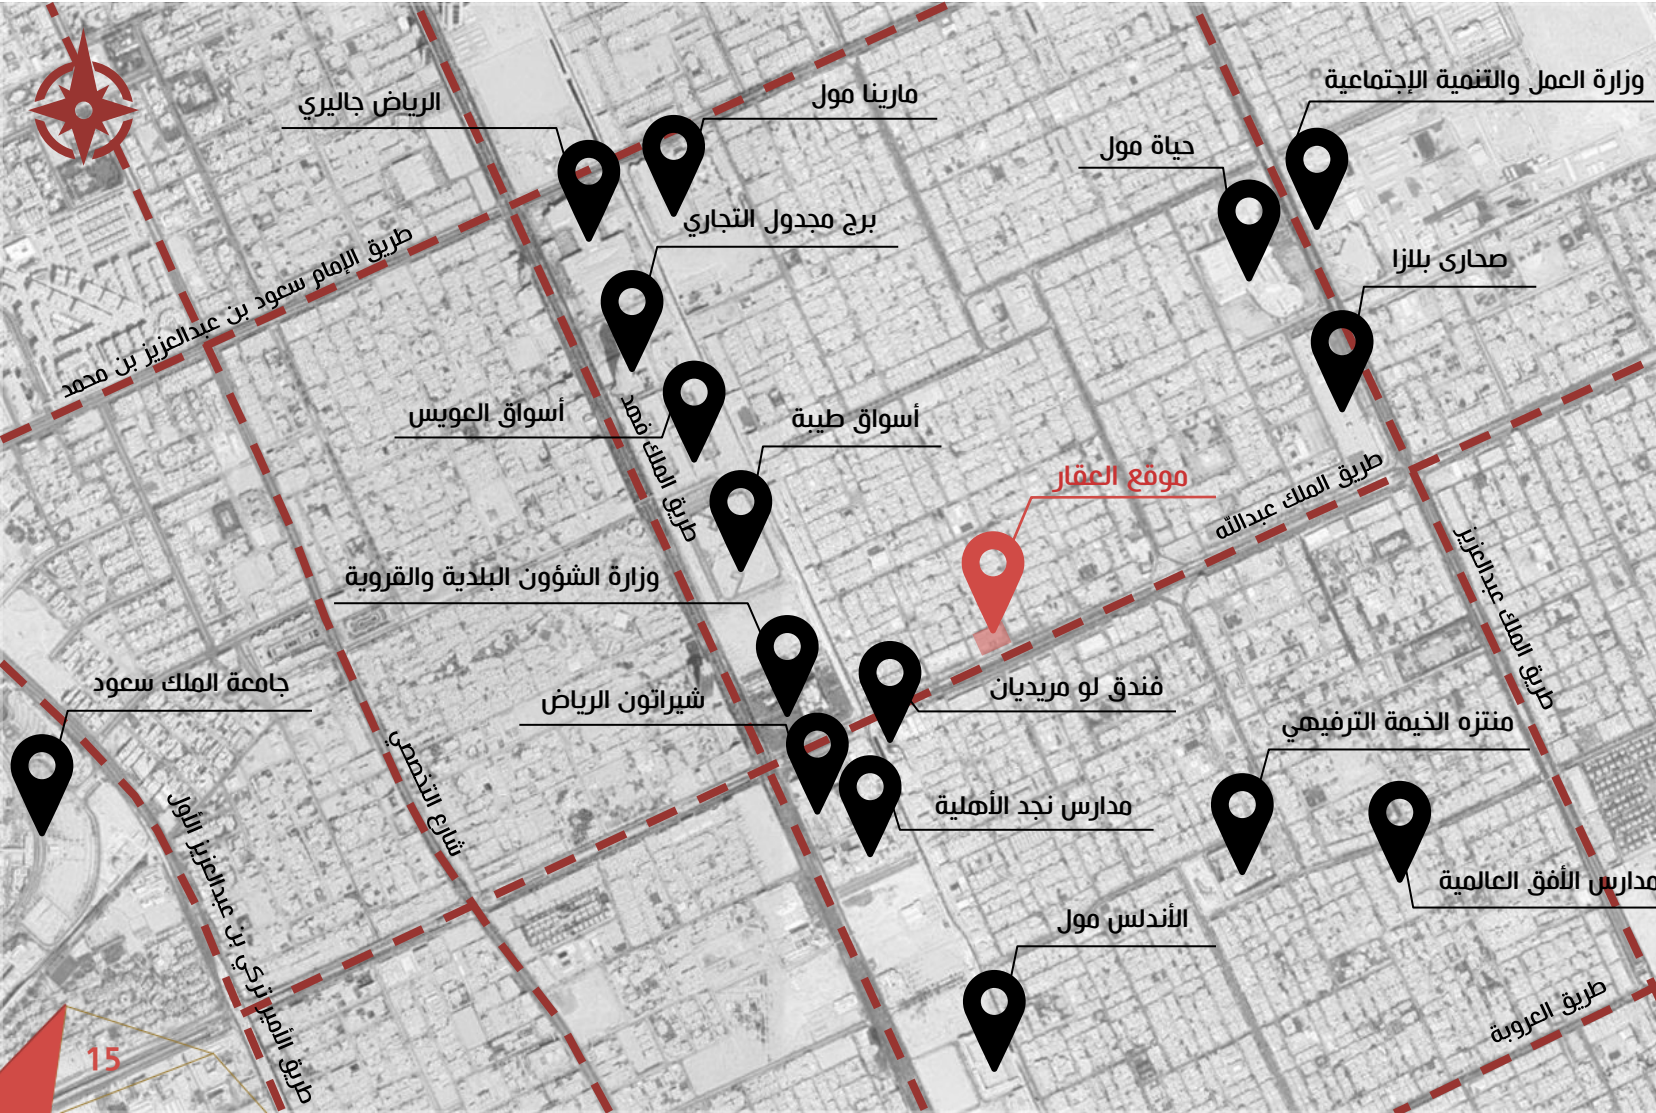 وزارة العمل والتنمية الإجتماعية
مارينا مول
الرياض جاليري
حياة مول
برج مجدول التجاري
صحارى بلازا
طريق الإمام سعود بن عبدالعزيز بن محمد
أسواق العويس
أسواق طيبة
طريق الملك فهد
موقع العقار
طريق الملك عبدالله
وزارة الشؤون البلدية والقروية
طريق الملك عبدالعزيز
جامعة الملك سعود
شيراتون الرياض
فندق لو مريديان
منتزه الخيمة الترفيهي
شارع التخصصي
مدارس نجد الأهلية
طريق الأمير تركي بن عبدالعزيز الأول
مدارس الأفق العالمية
الأندلس مول
طريق العروبة
15